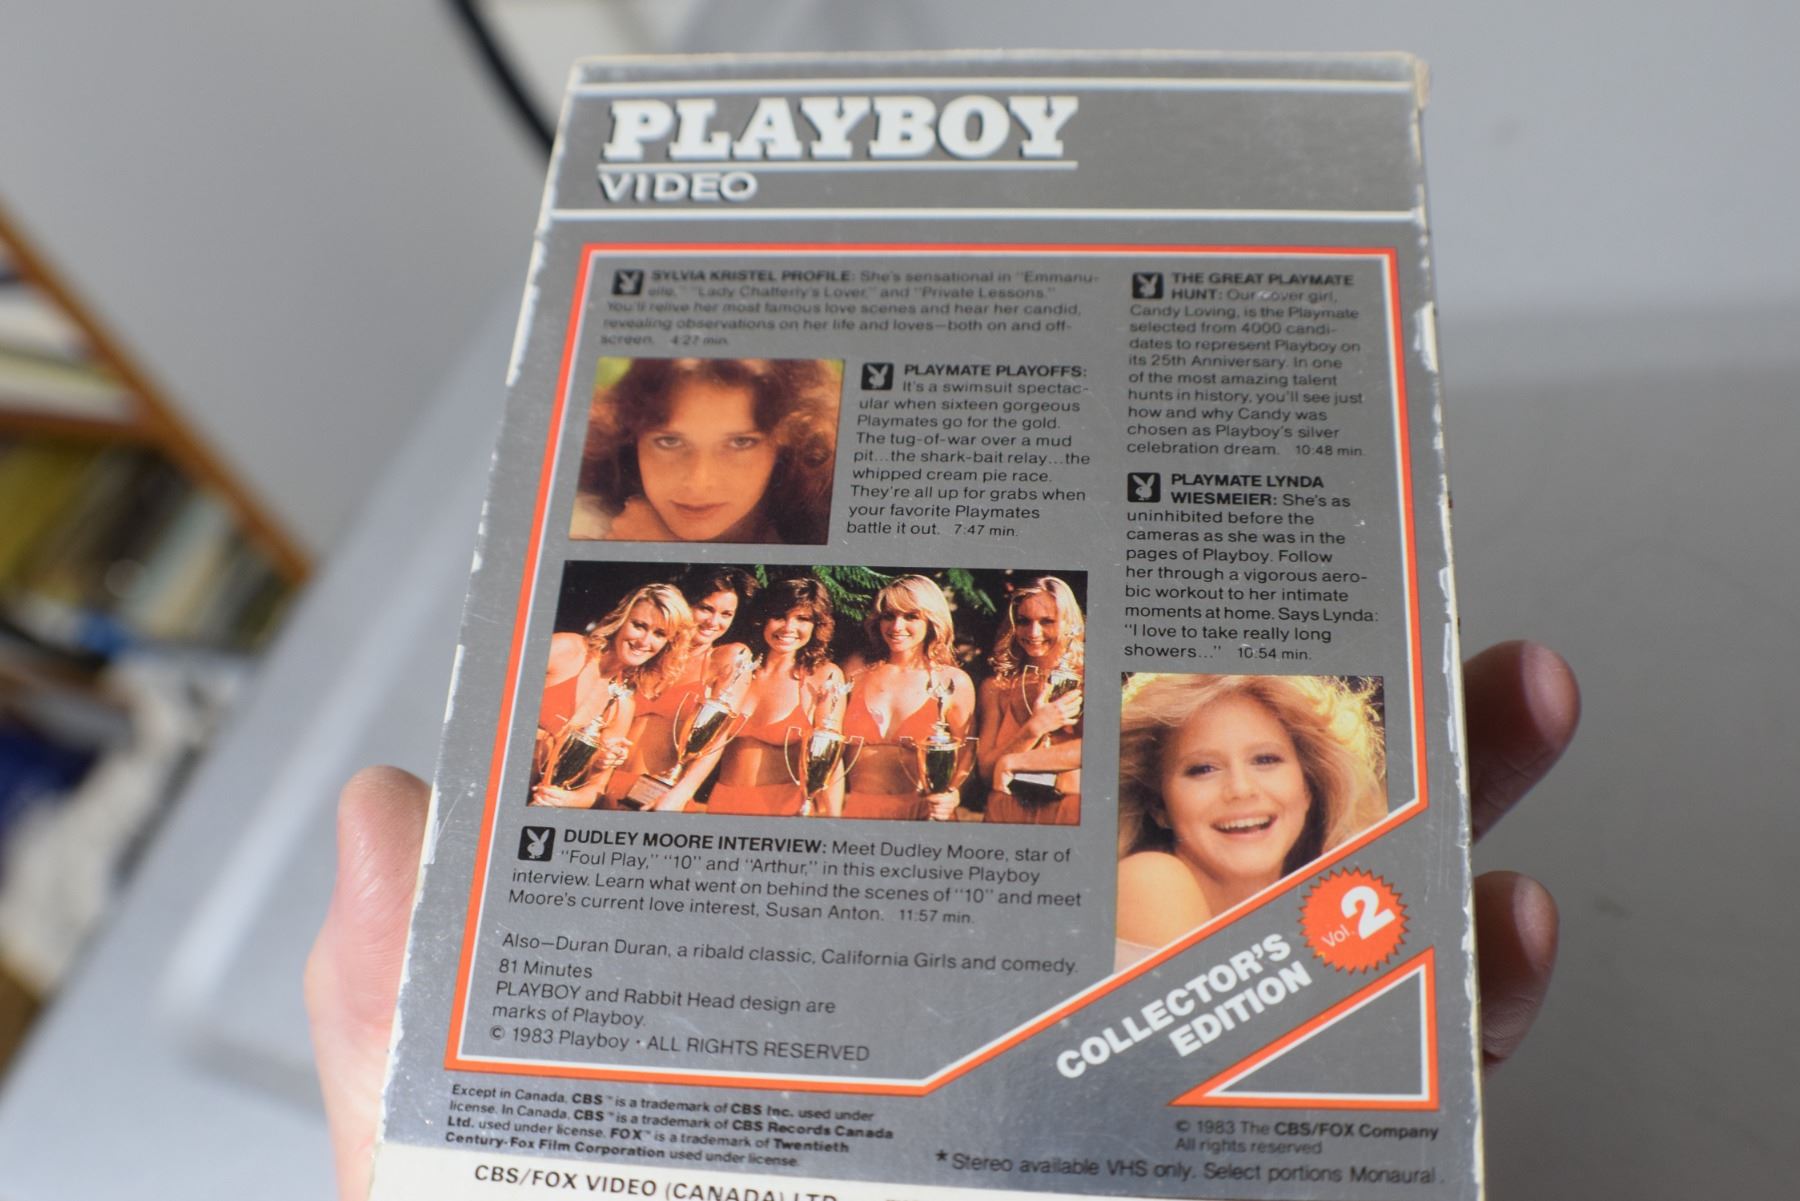 PLAYBOY
VIDEO
SYLVIA KRISTEL PROFILE: She's sensational in "Emmanu-
elle," "Lady Chatterly's Lover," and "Private Lessons."
You'll relive her most famous love scenes and hear her candid,
revealing observations on her life and loves—both on and off-
screen. 4:27 min.
PLAYMATE PLAYOFFS:
It's a swimsuit spectac-
ular when sixteen gorgeous
Playmates go for the gold.
The tug-of-war over a mud
pit...the shark-bait relay...the
whipped cream pie race.
They're all up for grabs when
your favorite Playmates
battle it out. 7:47 min.
DUDLEY MOORE INTERVIEW: Meet Dudley Moore, star of
"Foul Play," "10" and "Arthur," in this exclusive Playboy
interview. Learn what went on behind the scenes of "10" and meet
Moore's current love interest, Susan Anton. 11:57 min.
Also—Duran Duran, a ribald classic, California Girls and comedy.
81 Minutes
PLAYBOY and Rabbit Head design are
marks of Playboy.
© 1983 Playboy • ALL RIGHTS RESERVED
THE GREAT PLAYMATE
HUNT: Our cover girl,
Candy Loving, is the Playmate
selected from 4000 candi-
dates to represent Playboy on
its 25th Anniversary. In one
of the most amazing talent
hunts in history, you'll see just
how and why Candy was
chosen as Playboy's silver
celebration dream. 10:48 min.
PLAYMATE LYNDA
WIESMEIER: She's as
uninhibited before the
cameras as she was in the
pages of Playboy. Follow
her through a vigorous aero-
bic workout to her intimate
moments at home. Says Lynda:
"I love to take really long
showers..." 10:54 min.
Vol. 2
COLLECTOR'S
EDITION
Except in Canada, CBS™ is a trademark of CBS Inc. used under
license. In Canada, CBS™ is a trademark of CBS Records Canada
Ltd. used under license. FOX™ is a trademark of Twentieth
Century-Fox Film Corporation used under license.
© 1983 The CBS/FOX Company
All rights reserved
* Stereo available VHS only. Select portions Monaural.
CBS/FOX VIDEO (CANADA) LTD